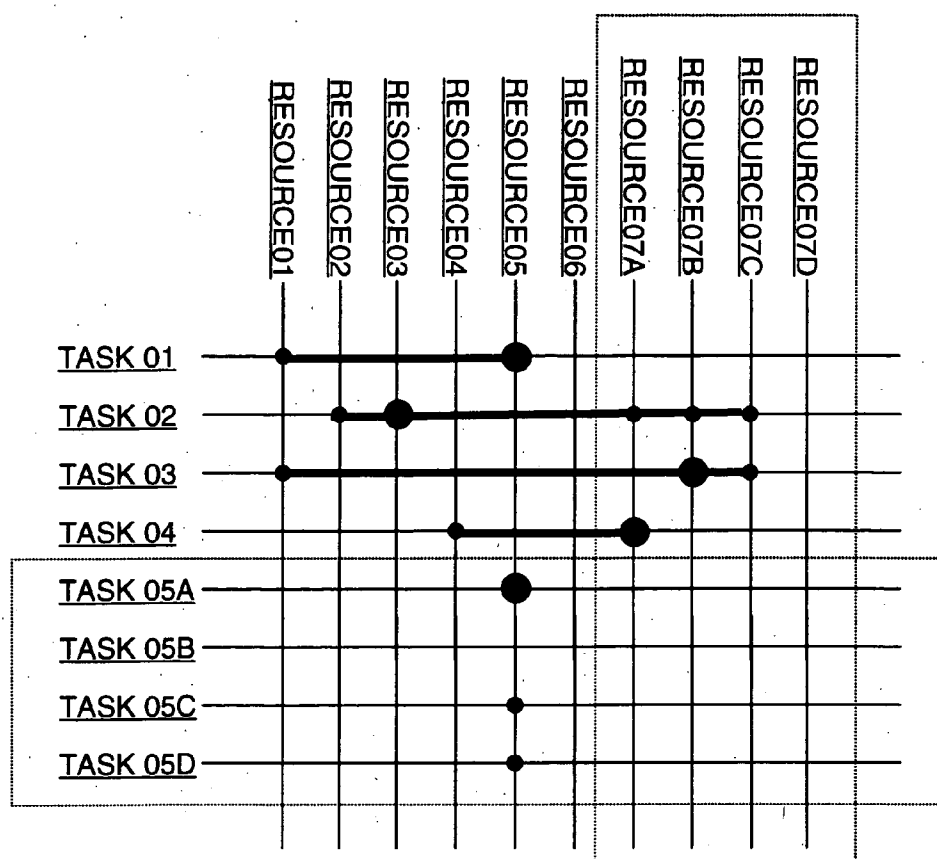 RESOURCE01
RESOURCE02
RESOURCE03
RESOURCE04
RESOURCE05
RESOURCE06
RESOURCE07A
RESOURCE07B
RESOURCE07C
RESOURCE07D
TASK 01
TASK 02
TASK 03
TASK 04
TASK 05A
TASK 05B
TASK 05C
TASK 05D